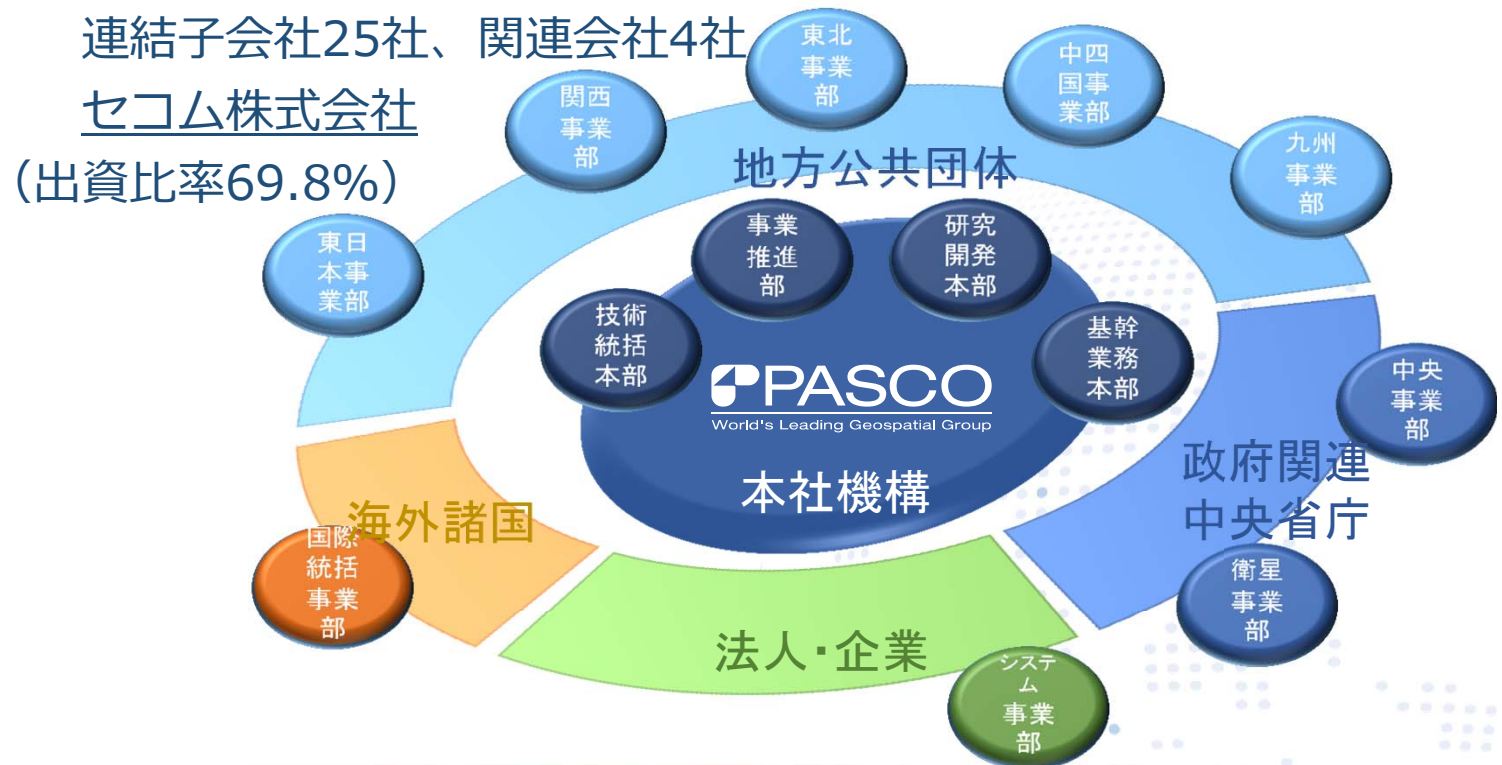 連結子会社25社、関連会社4社
セコム株式会社
（出資比率69.8%）
東北
事業
部
中四
国事
業部
関西
事業
部
九州
事業
部
地方公共団体
東日
本事
業部
事業
推進
部
研究
開発
本部
技術
統括
本部
基幹
業務
本部
PASCO
World's Leading Geospatial Group
本社機構
中央
事業
部
政府関連
中央省庁
衛星
事業
部
海外諸国
国際
統括
事業
部
法人・企業
システ
ム
事業
部